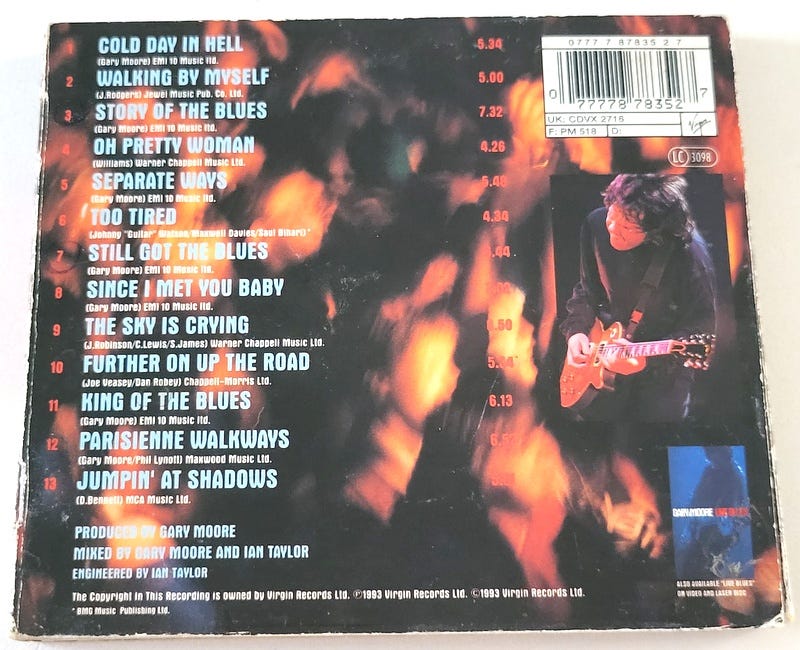 1 COLD DAY IN HELL 5.34
(Gary Moore) EMI 10 Music ltd.
2 WALKING BY MYSELF 5.00
(J.Rodgers) Jewel Music Pub. Co. Ltd.
3 STORY OF THE BLUES 7.32
(Gary Moore) EMI 10 Music ltd.
4 OH PRETTY WOMAN 4.26
(Williams) Warner Chappell Music Ltd.
5 SEPARATE WAYS
(Gary Moore) EMI 10 Music ltd.
6 TOO TIRED 4.34
(Johnny "Guitar" Watson/Maxwell Davies/Saul Bihari)*
7 STILL GOT THE BLUES .44
(Gary Moore) EMI 10 Music ltd.
8 SINCE I MET YOU BABY
(Gary Moore) EMI 10 Music ltd.
9 THE SKY IS CRYING .50
(J.Robinson/C.Lewis/S.James) Warner Chappell Music Ltd.
10 FURTHER ON UP THE ROAD
(Joe Veasey/Dan Robey) Chappell-Morris Ltd.
11 KING OF THE BLUES 6.13
(Gary Moore) EMI 10 Music ltd.
12 PARISIENNE WALKWAYS
(Gary Moore/Phil Lynott) Maxwood Music Ltd.
13 JUMPIN' AT SHADOWS
(D.Bennett) MCA Music Ltd.
PRODUCED BY GARY MOORE
MIXED BY GARY MOORE AND IAN TAYLOR
ENGINEERED BY IAN TAYLOR
The Copyright in This Recording is owned by Virgin Records Ltd. ℗1993 Virgin Records Ltd. ©1993 Virgin Records Ltd.
* BMG Music Publishing Ltd.
0777 7 87835 2 7
0 77778 78352 7
UK: CDVX 2716
F: PM 518 D:
Virgin
LC 3098
GARY MOORE LIVE BLUES
ALSO AVAILABLE "LIVE BLUES"
ON VIDEO AND LASER DISC